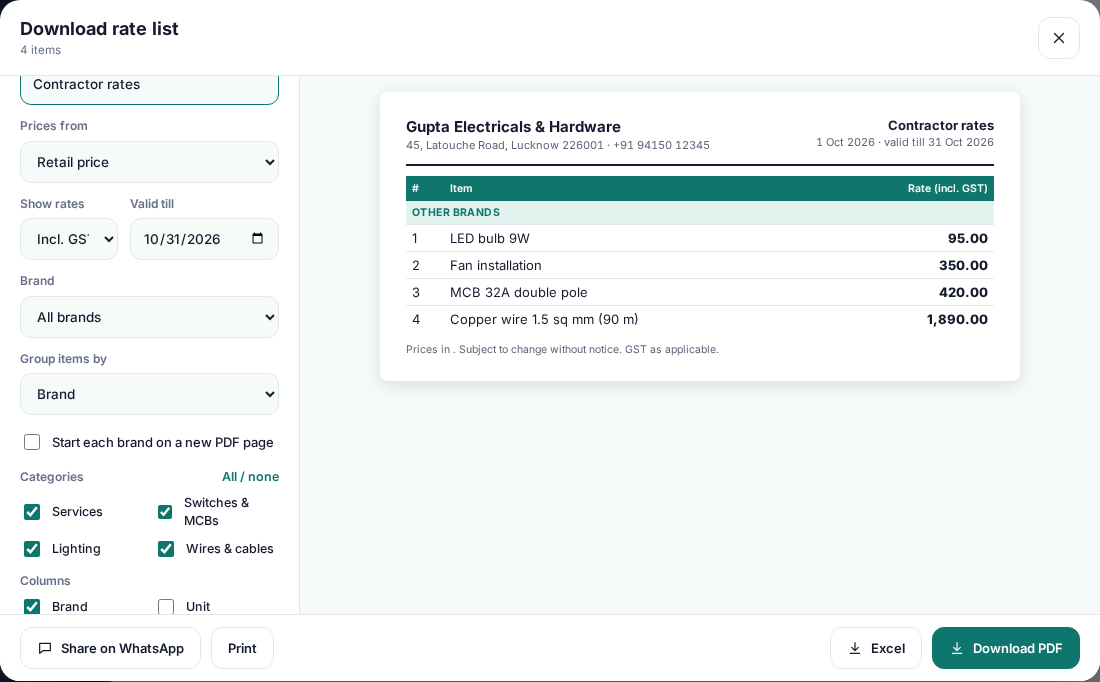 Download rate list
4 items
Contractor rates
Prices from
Retail price
Show rates
Valid till
Incl. GS
10/31/2026
Brand
All brands
Group items by
Brand
Start each brand on a new PDF page
Categories
All / none
Services
Switches & MCBs
Lighting
Wires & cables
Columns
Brand
Unit
Gupta Electricals & Hardware
Contractor rates
45, Latouche Road, Lucknow 226001 · +91 94150 12345
1 Oct 2026 · valid till 31 Oct 2026
# Item Rate (incl. GST)
OTHER BRANDS
1 LED bulb 9W 95.00
2 Fan installation 350.00
3 MCB 32A double pole 420.00
4 Copper wire 1.5 sq mm (90 m) 1,890.00
Prices in . Subject to change without notice. GST as applicable.
Share on WhatsApp
Print
Excel
Download PDF